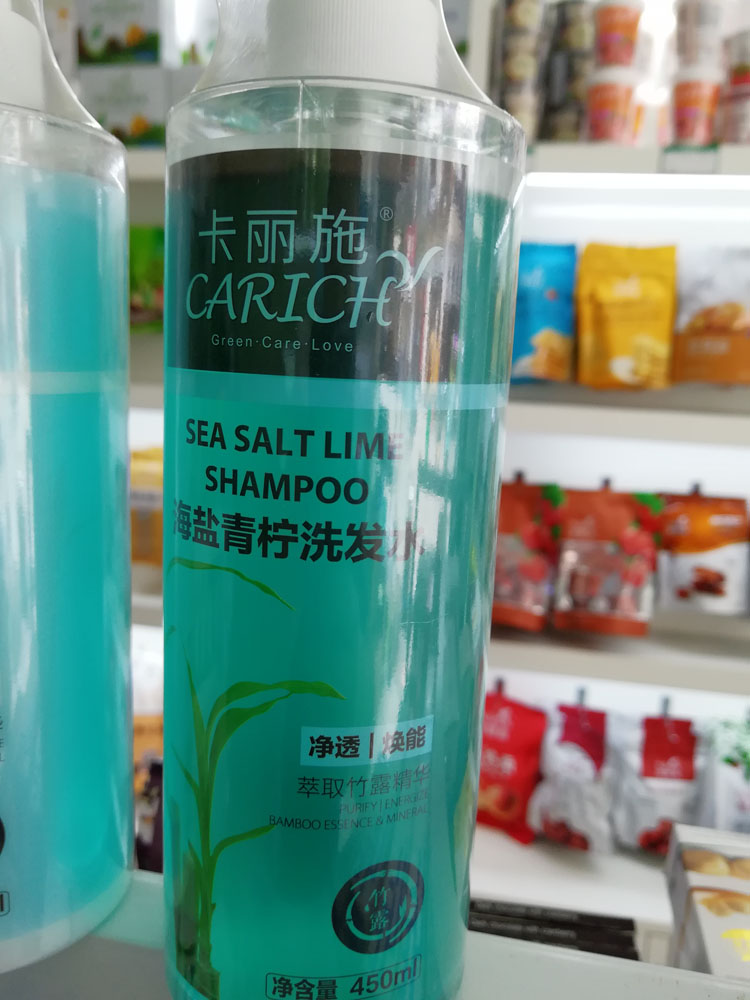 卡丽施®
CARICH
Green·Care·Love
SEA SALT LIME
SHAMPOO
海盐青柠洗发水
净透|焕能
萃取竹露精华
PURIFY|ENERGIZE
BAMBOO ESSENCE & MINERAL
竹露
净含量 450ml